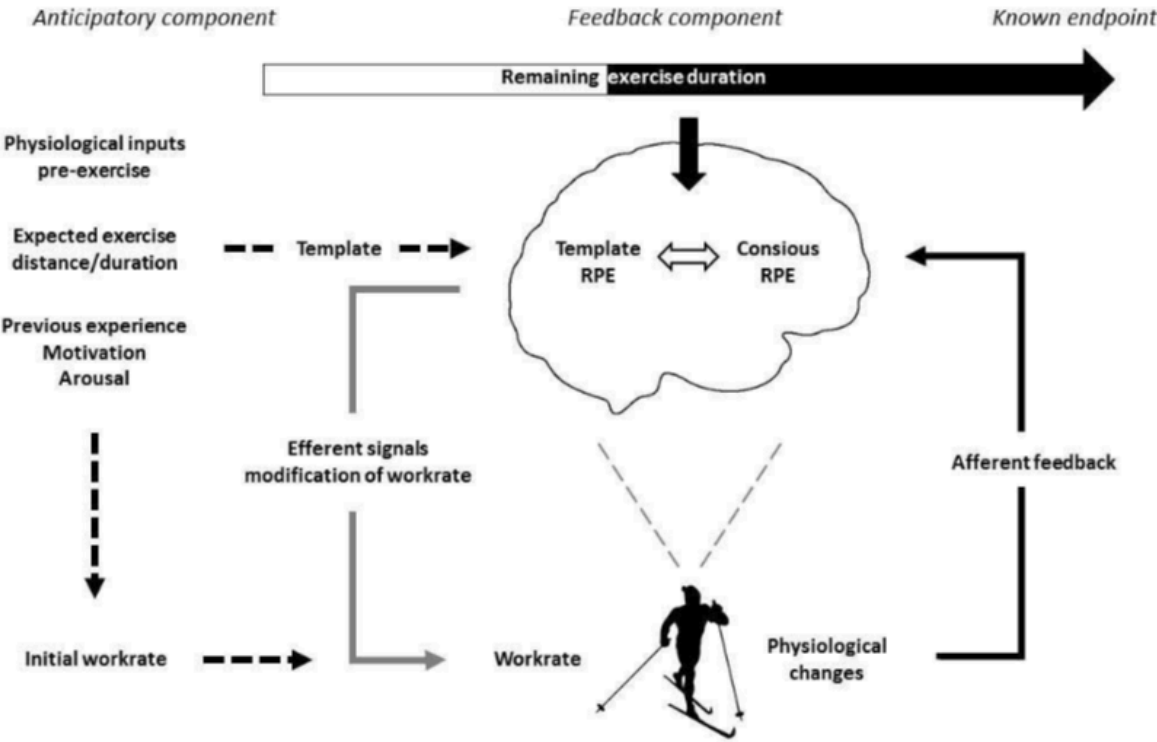 Anticipatory component
Feedback component
Known endpoint
Remaining exercise duration
Physiological inputs
pre-exercise
Expected exercise
distance/duration
Template
Template
RPE
Consious
RPE
Previous experience
Motivation
Arousal
Efferent signals
modification of workrate
Afferent feedback
Initial workrate
Workrate
Physiological
changes